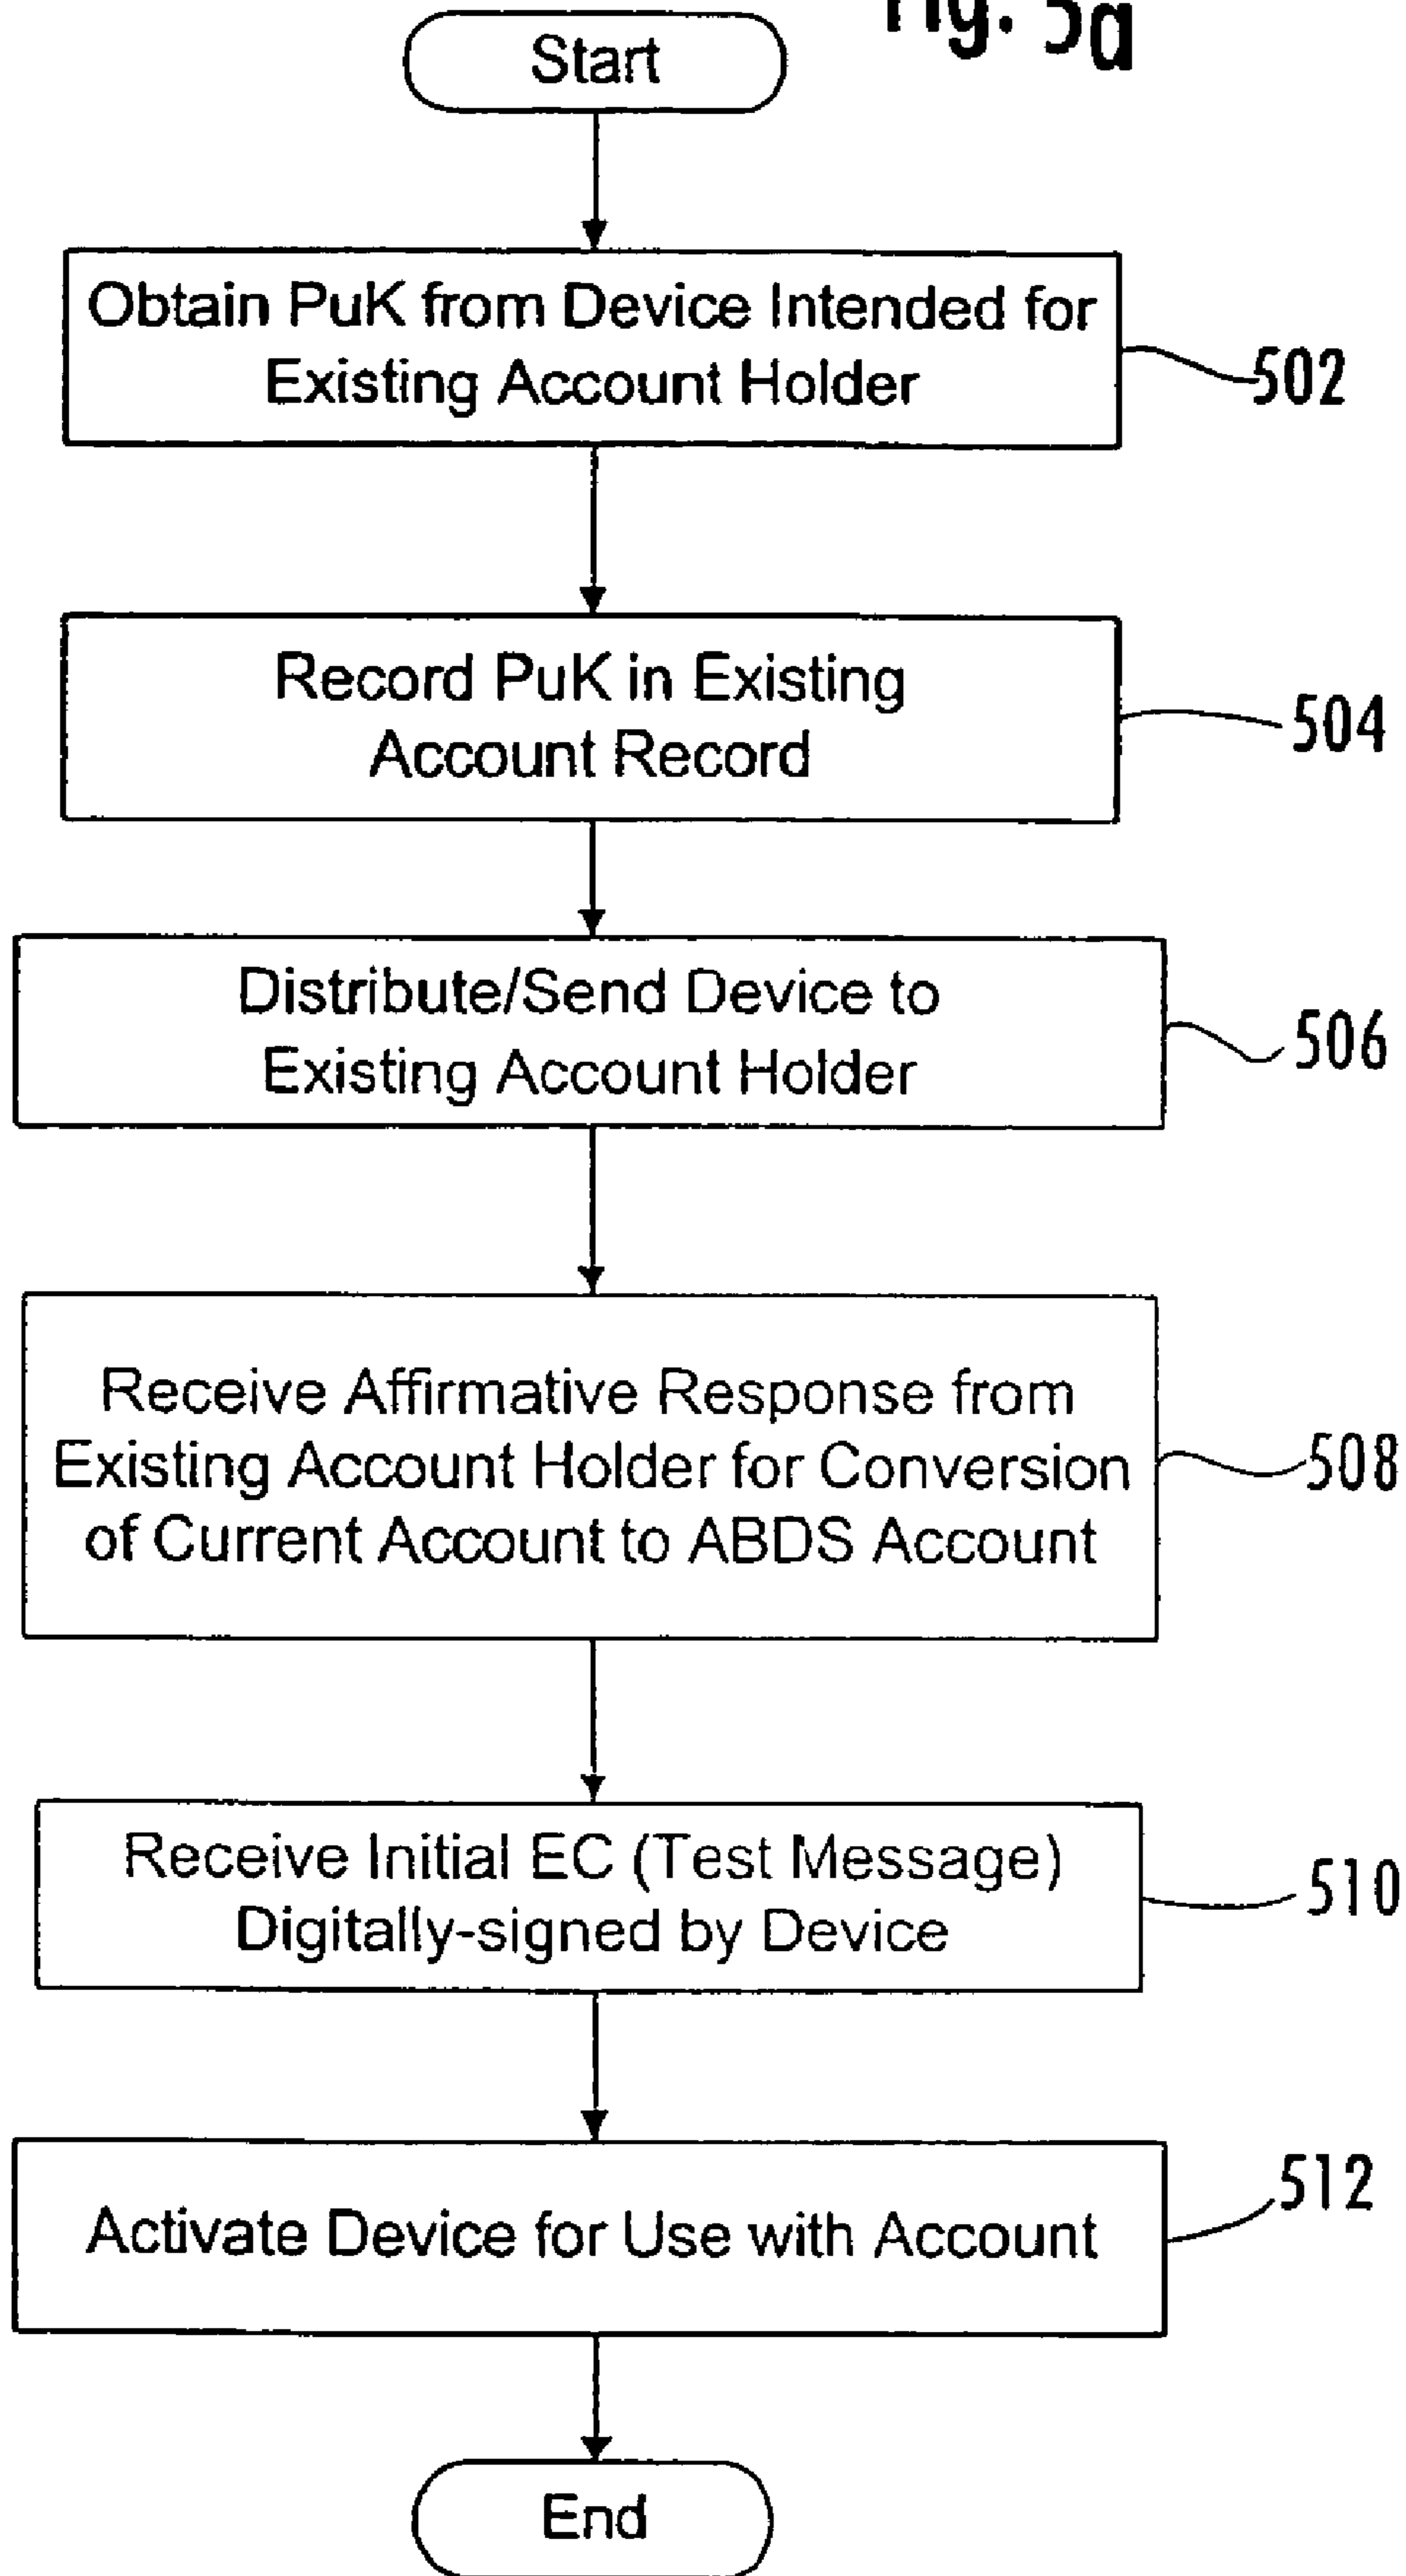 Fig. 5a
Start
Obtain PuK from Device Intended for
Existing Account Holder
502
Record PuK in Existing
Account Record
504
Distribute/Send Device to
Existing Account Holder
506
Receive Affirmative Response from
Existing Account Holder for Conversion
of Current Account to ABDS Account
508
Receive Initial EC (Test Message)
Digitally-signed by Device
510
Activate Device for Use with Account
512
End